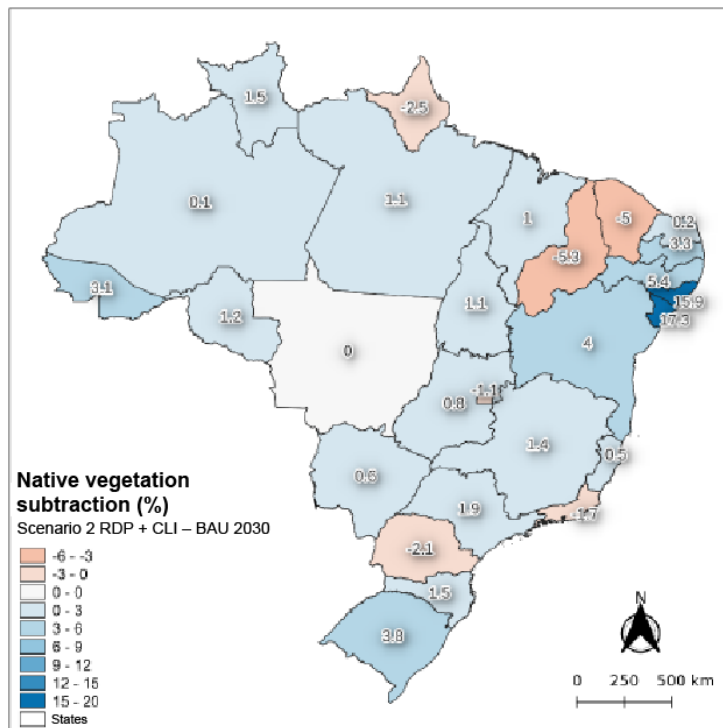 1.5
-2.5
0.1
1.1
1
-5.3
-5
0.2
3.3
5.4
15.9
17.3
3.1
1.2
1.1
0
4
-1.1
0.8
1.4
0.5
1.9
-1.7
-2.1
1.5
3.8
Native vegetation
subtraction (%)
Scenario 2 RDP + CLI – BAU 2030
-6 - -3
-3 - 0
0 - 0
0 - 3
3 - 6
6 - 9
9 - 12
12 - 15
15 - 20
States
N
0 250 500 km